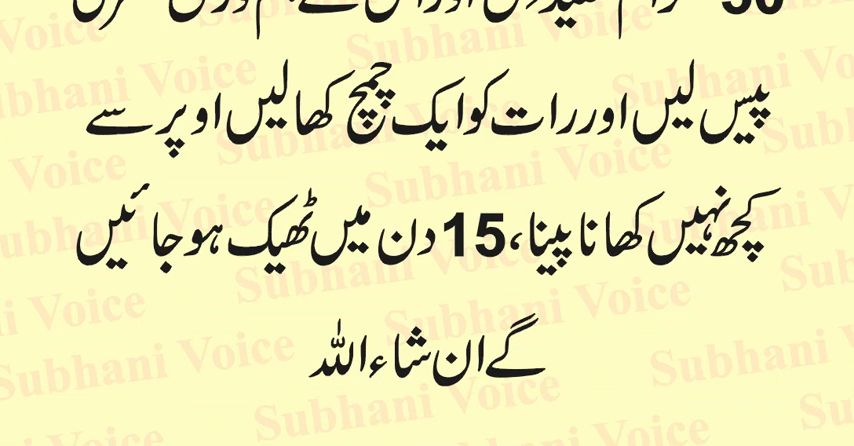 پیس لیں اور رات کو ایک چمچ کھا لیں اوپر سے
کچھ نہیں کھانا پینا، 15 دن میں ٹھیک ہو جائیں
گے ان شاء اللہ
Subhani Voice